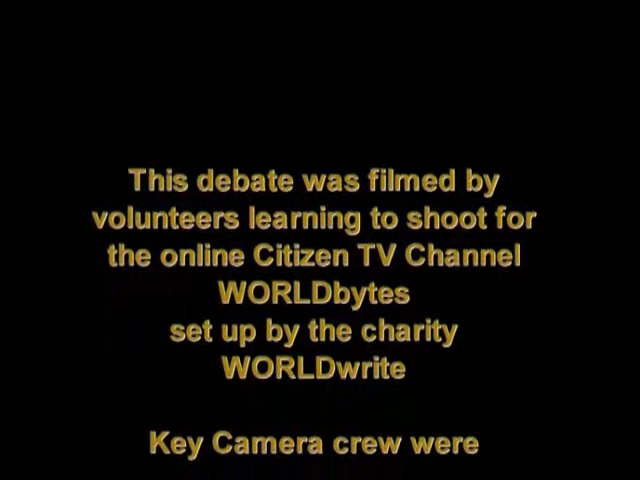 This debate was filmed by
volunteers learning to shoot for
the online Citizen TV Channel
WORLDbytes
set up by the charity
WORLDwrite
Key Camera crew were